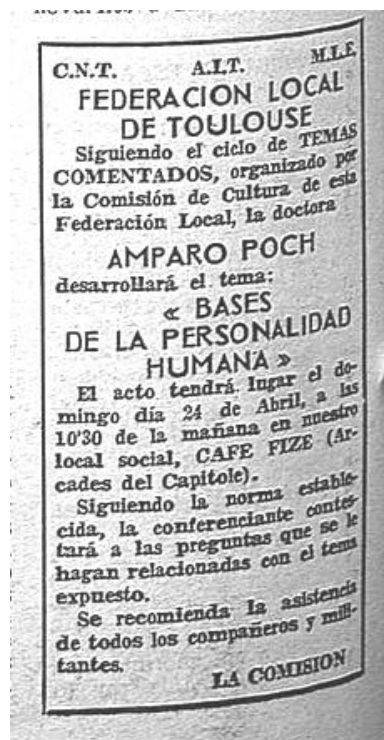 C.N.T. A.I.T. M.L.E.
FEDERACION LOCAL
DE TOULOUSE
Siguiendo el ciclo de TEMAS
COMENTADOS, organizado por
la Comisión de Cultura de esta
Federación Local, la doctora
AMPARO POCH
desarrollará el tema:
« BASES
DE LA PERSONALIDAD
HUMANA »
El acto tendrá lugar el do-
mingo día 24 de Abril, a las
10'30 de la mañana en nuestro
local social, CAFE FIZE (Ar-
cades del Capitole).
Siguiendo la norma estable-
cida, la conferenciante contes-
tará a las preguntas que se le
hagan relacionadas con el tema
expuesto.
Se recomienda la asistencia
de todos los compañeros y mili-
tantes.
LA COMISION